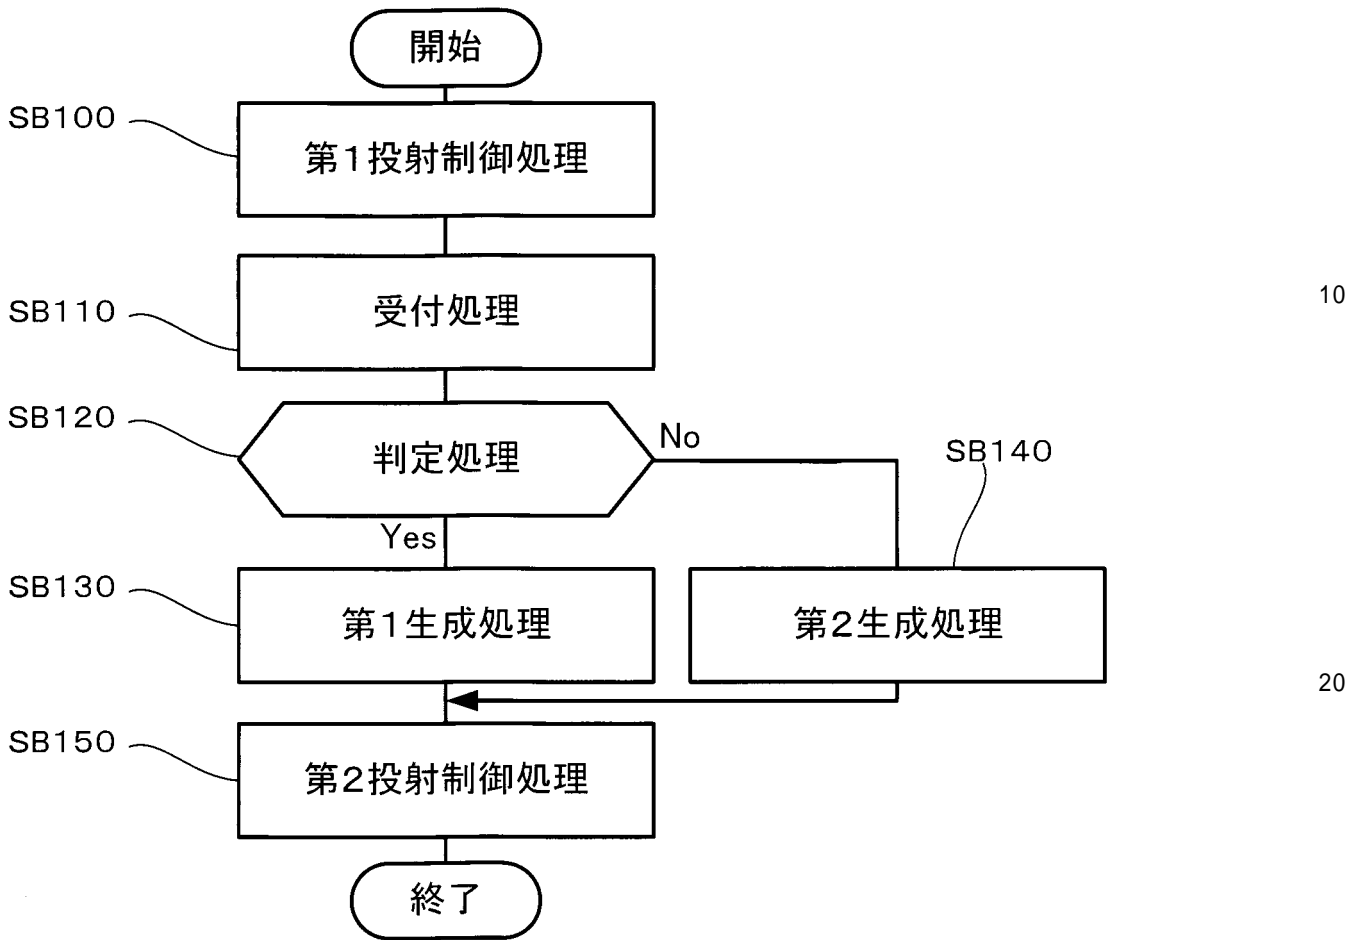 開始
SB100
第1投射制御処理
SB110
受付処理
10
SB120
判定処理
No
SB140
Yes
SB130
第1生成処理
第2生成処理
20
SB150
第2投射制御処理
終了